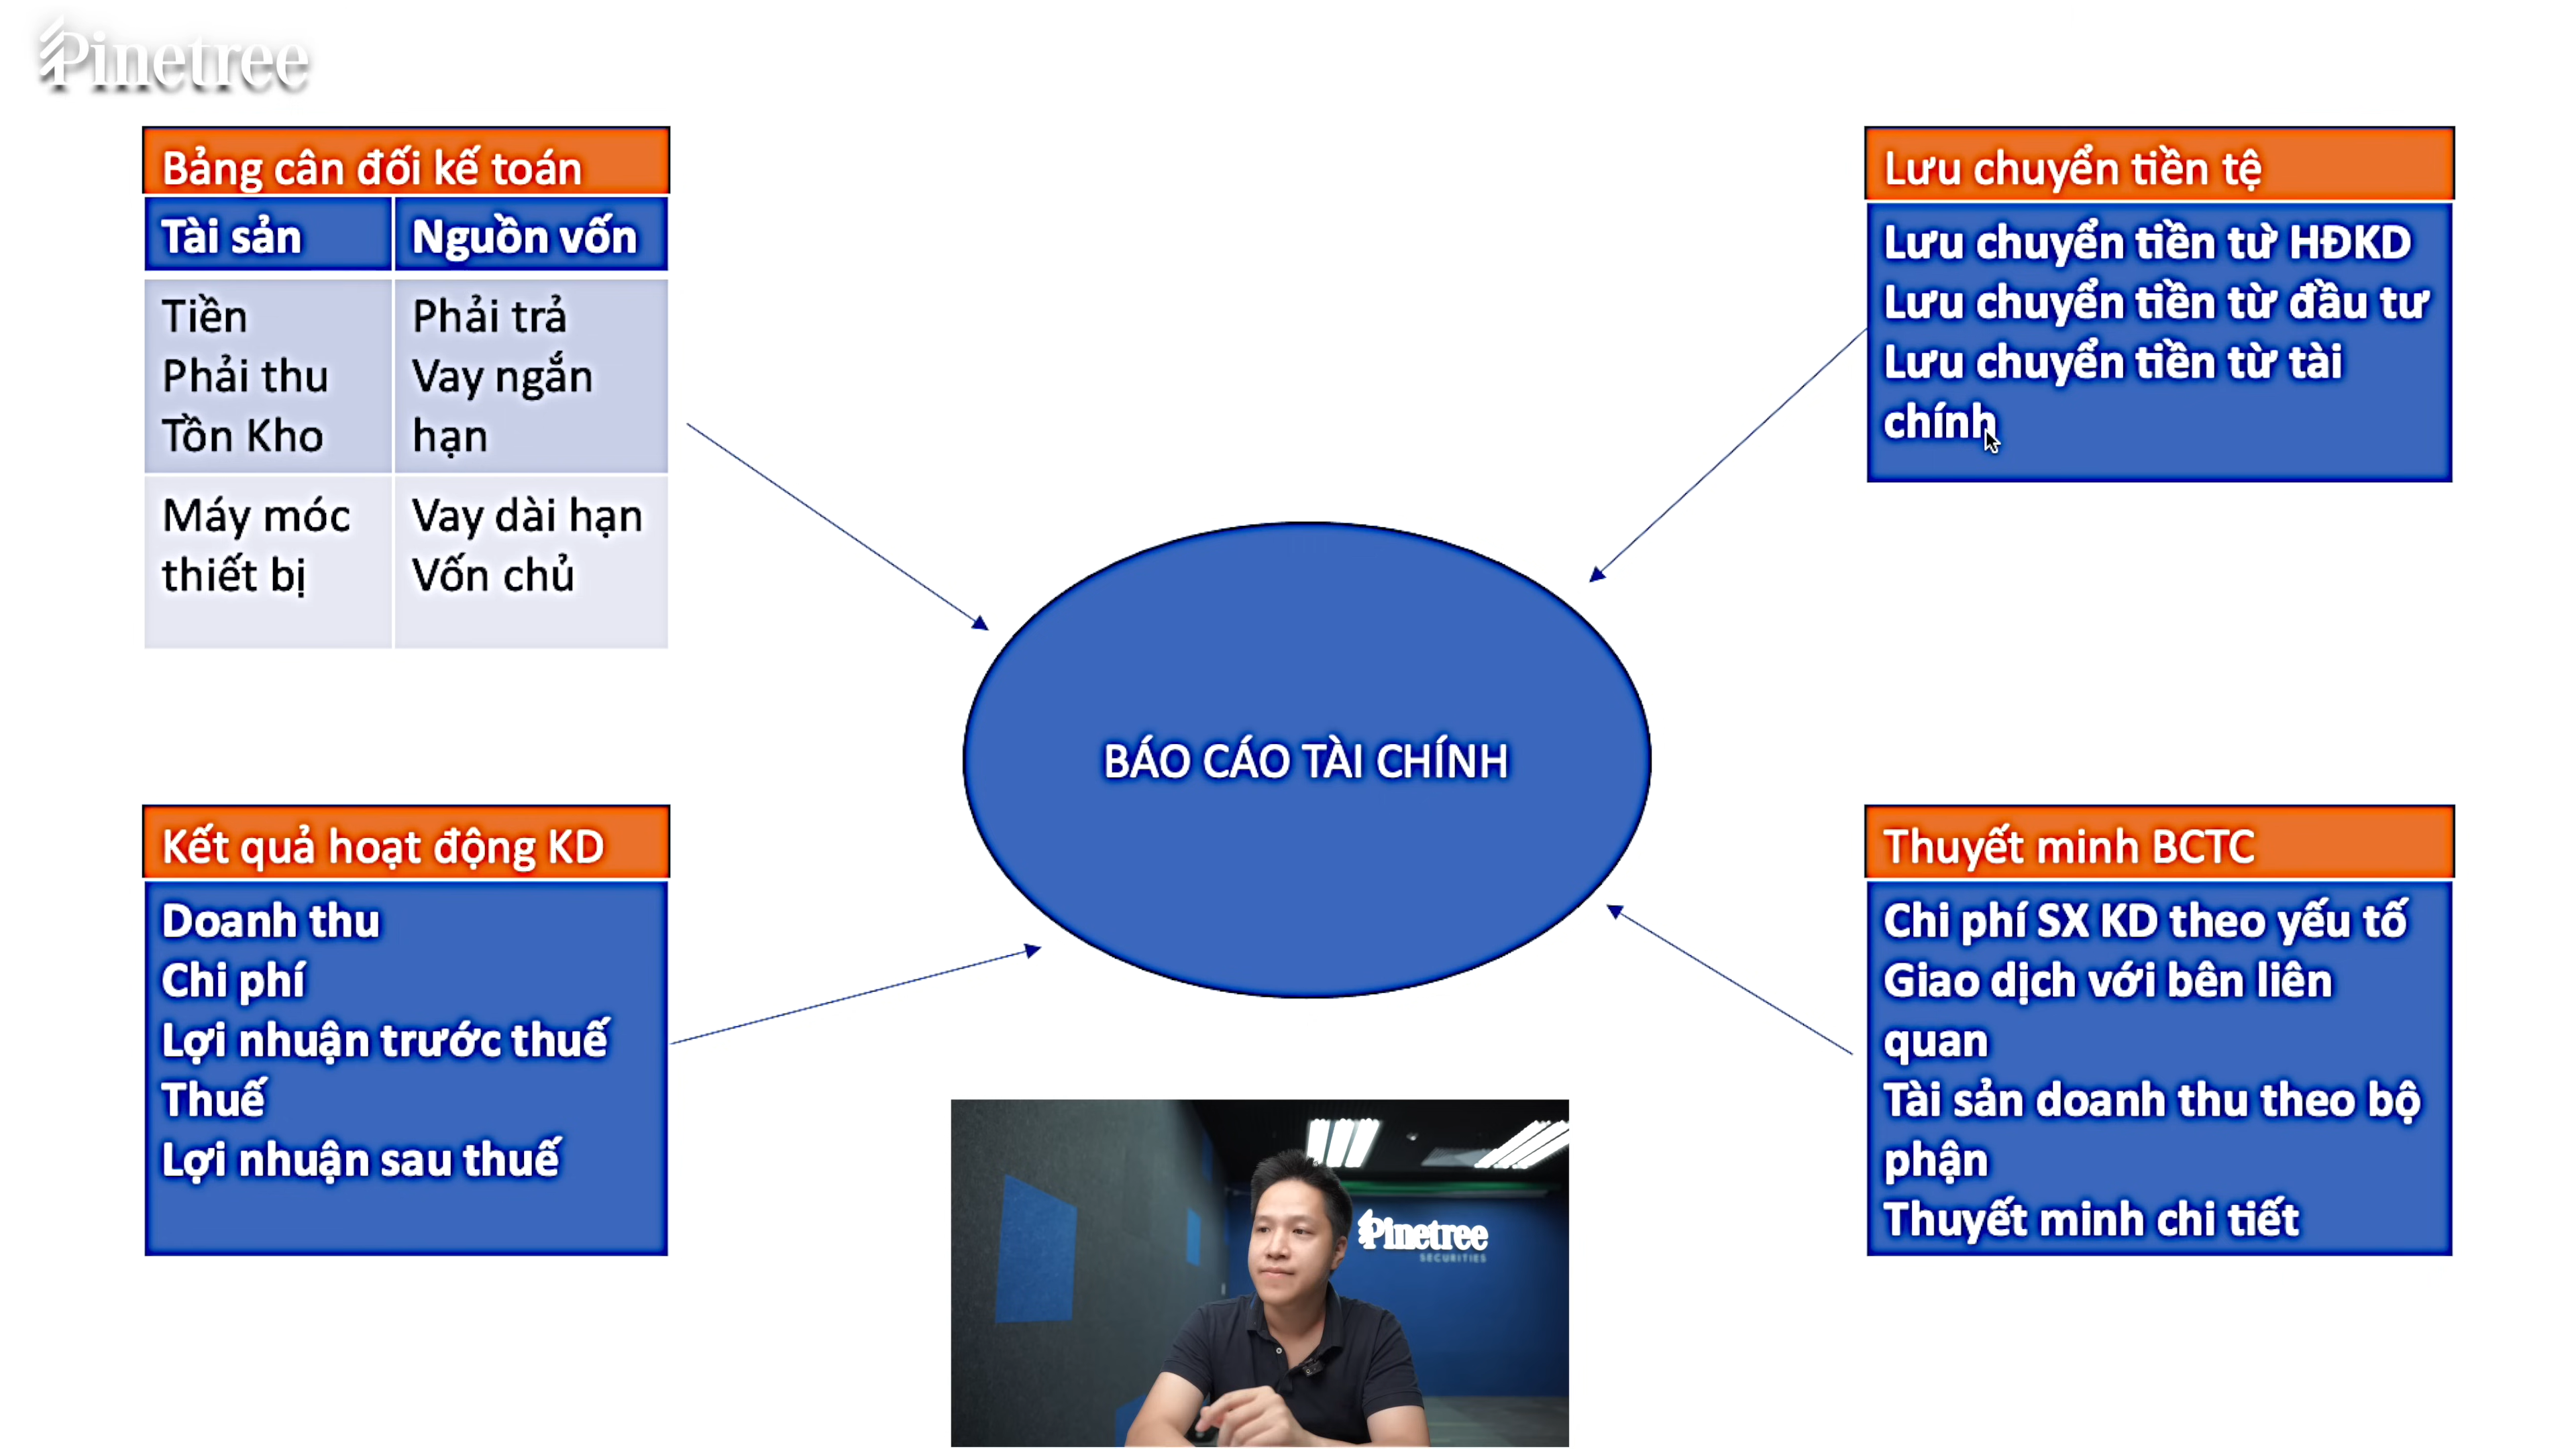 Pinetree
Bảng cân đối kế toán
Tài sản
Nguồn vốn
Tiền
Phải thu
Tồn Kho
Phải trả
Vay ngắn
hạn
Máy móc
thiết bị
Vay dài hạn
Vốn chủ
Lưu chuyển tiền tệ
Lưu chuyển tiền từ HĐKD
Lưu chuyển tiền từ đầu tư
Lưu chuyển tiền từ tài
chính
BÁO CÁO TÀI CHÍNH
Kết quả hoạt động KD
Doanh thu
Chi phí
Lợi nhuận trước thuế
Thuế
Lợi nhuận sau thuế
Thuyết minh BCTC
Chi phí SX KD theo yếu tố
Giao dịch với bên liên
quan
Tài sản doanh thu theo bộ
phận
Thuyết minh chi tiết
Pinetree
SECURITIES